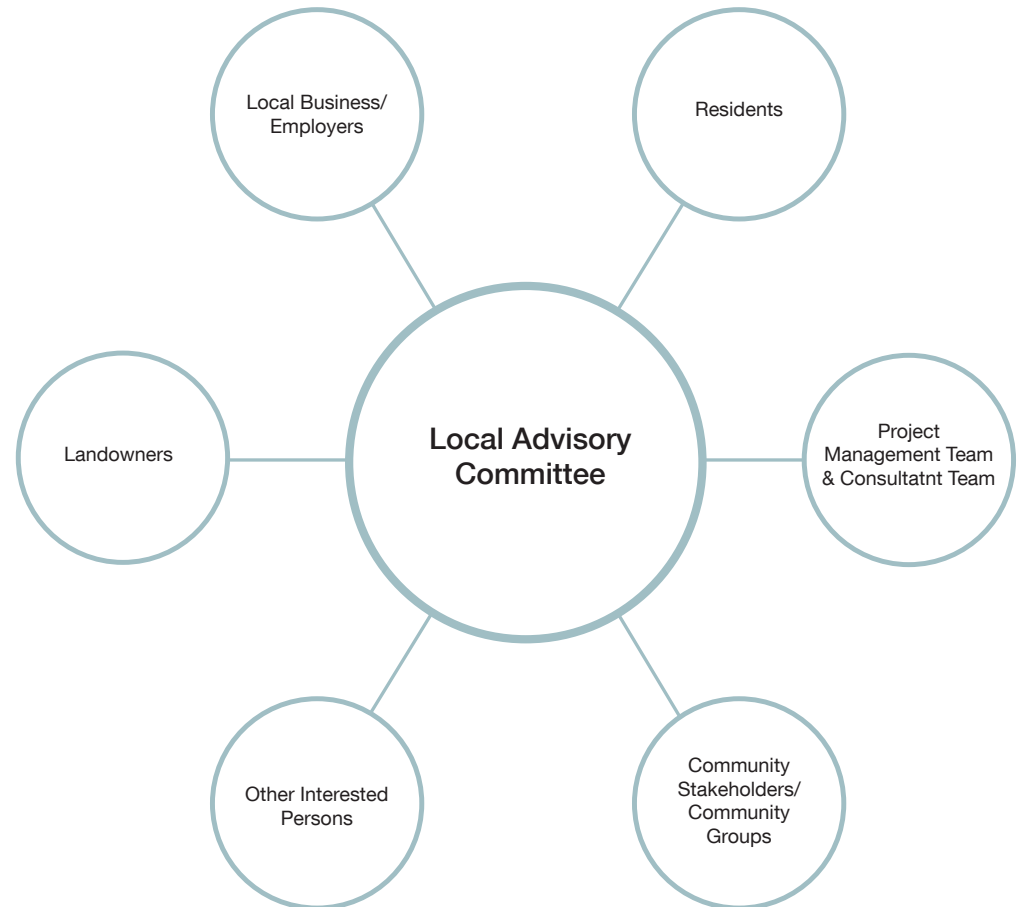 Local Business/
Employers
Residents
Landowners
Local Advisory
Committee
Project
Management Team
& Consultatnt Team
Other Interested
Persons
Community
Stakeholders/
Community
Groups